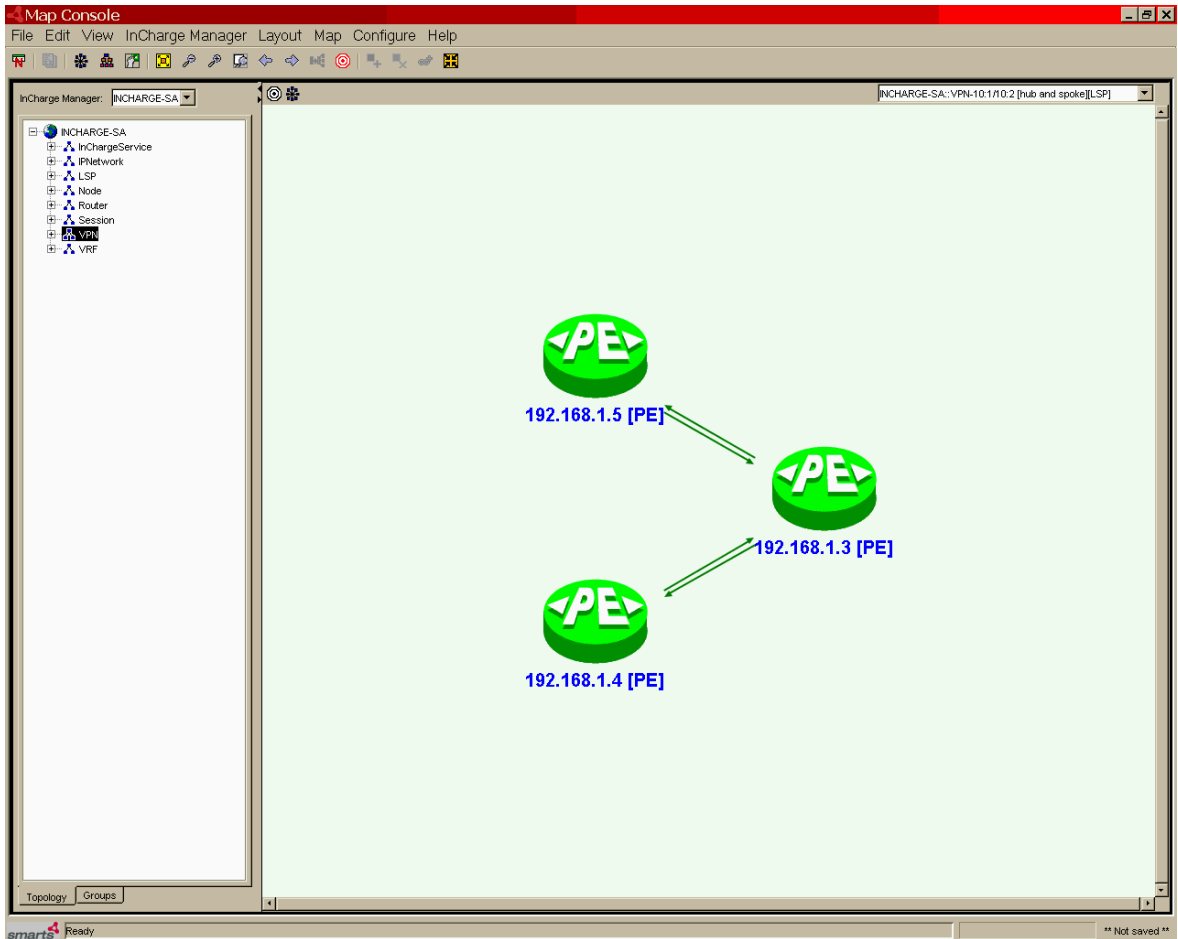 Map Console
File Edit View InCharge Manager Layout Map Configure Help
InCharge Manager: INCHARGE-SA
INCHARGE-SA::VPN-10:1/10:2 [hub and spoke][LSP]
INCHARGE-SA
InChargeService
IPNetwork
LSP
Node
Router
Session
VPN
VRF
PE
192.168.1.5 [PE]
PE
192.168.1.3 [PE]
PE
192.168.1.4 [PE]
Topology Groups
smarts Ready ** Not saved **